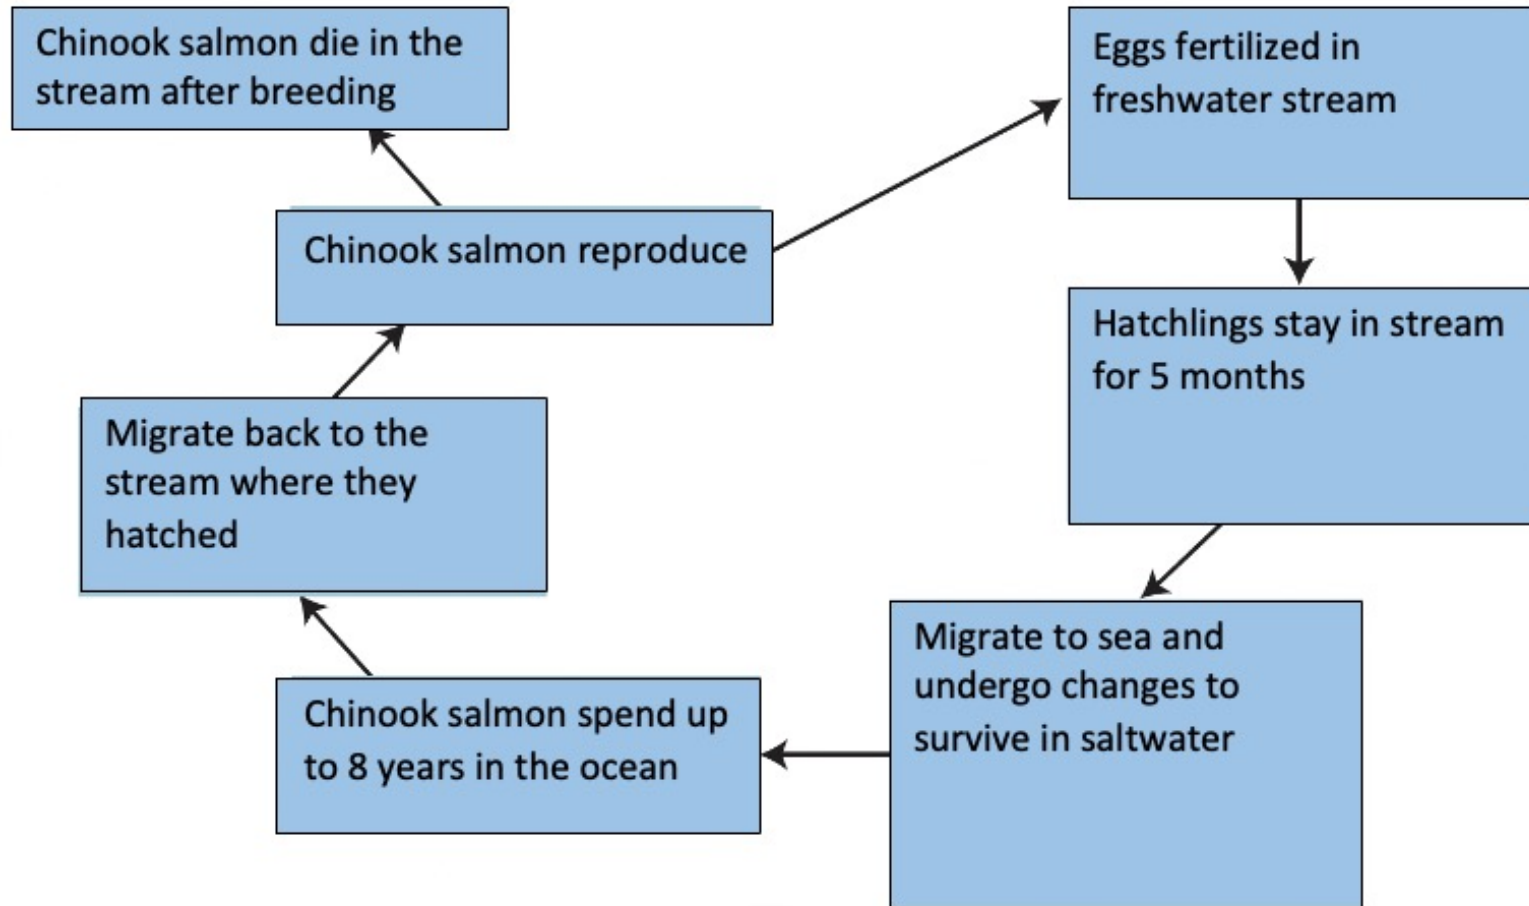 Chinook salmon die in the
stream after breeding
Eggs fertilized in
freshwater stream
Chinook salmon reproduce
Hatchlings stay in stream
for 5 months
Migrate back to the
stream where they
hatched
Migrate to sea and
undergo changes to
survive in saltwater
Chinook salmon spend up
to 8 years in the ocean